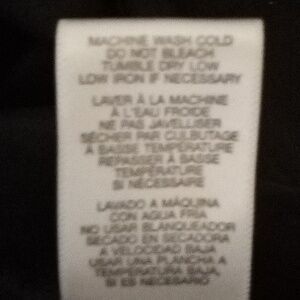 MACHINE WASH COLD
DO NOT BLEACH
TUMBLE DRY LOW
LOW IRON IF NECESSARY
LAVER À LA MACHINE
À L'EAU FROIDE
NE PAS JAVELLISER
SÉCHER PAR CULBUTAGE
À BASSE TEMPÉRATURE
REPASSER À BASSE
TEMPÉRATURE
SI NÉCESSAIRE
LAVADO A MÁQUINA
CON AGUA FRÍA
NO USAR BLANQUEADOR
SECADO EN SECADORA
A VELOCIDAD BAJA
USAR UNA PLANCHA A
TEMPERATURA BAJA,
SI ES NECESARIO